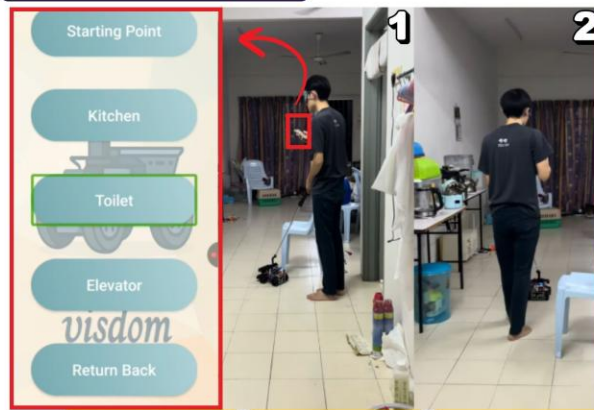 Starting Point
Kitchen
Toilet
Elevator
visdom
Return Back
1
2